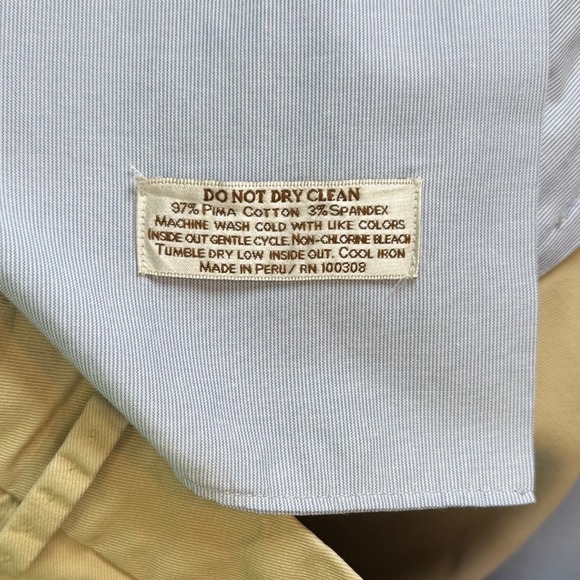 DO NOT DRY CLEAN
97% PIMA COTTON 3% SPANDEX
MACHINE WASH COLD WITH LIKE COLORS
INSIDE OUT GENTLE CYCLE. NON-CHLORINE BLEACH
TUMBLE DRY LOW INSIDE OUT. COOL IRON
MADE IN PERU / RN 100308